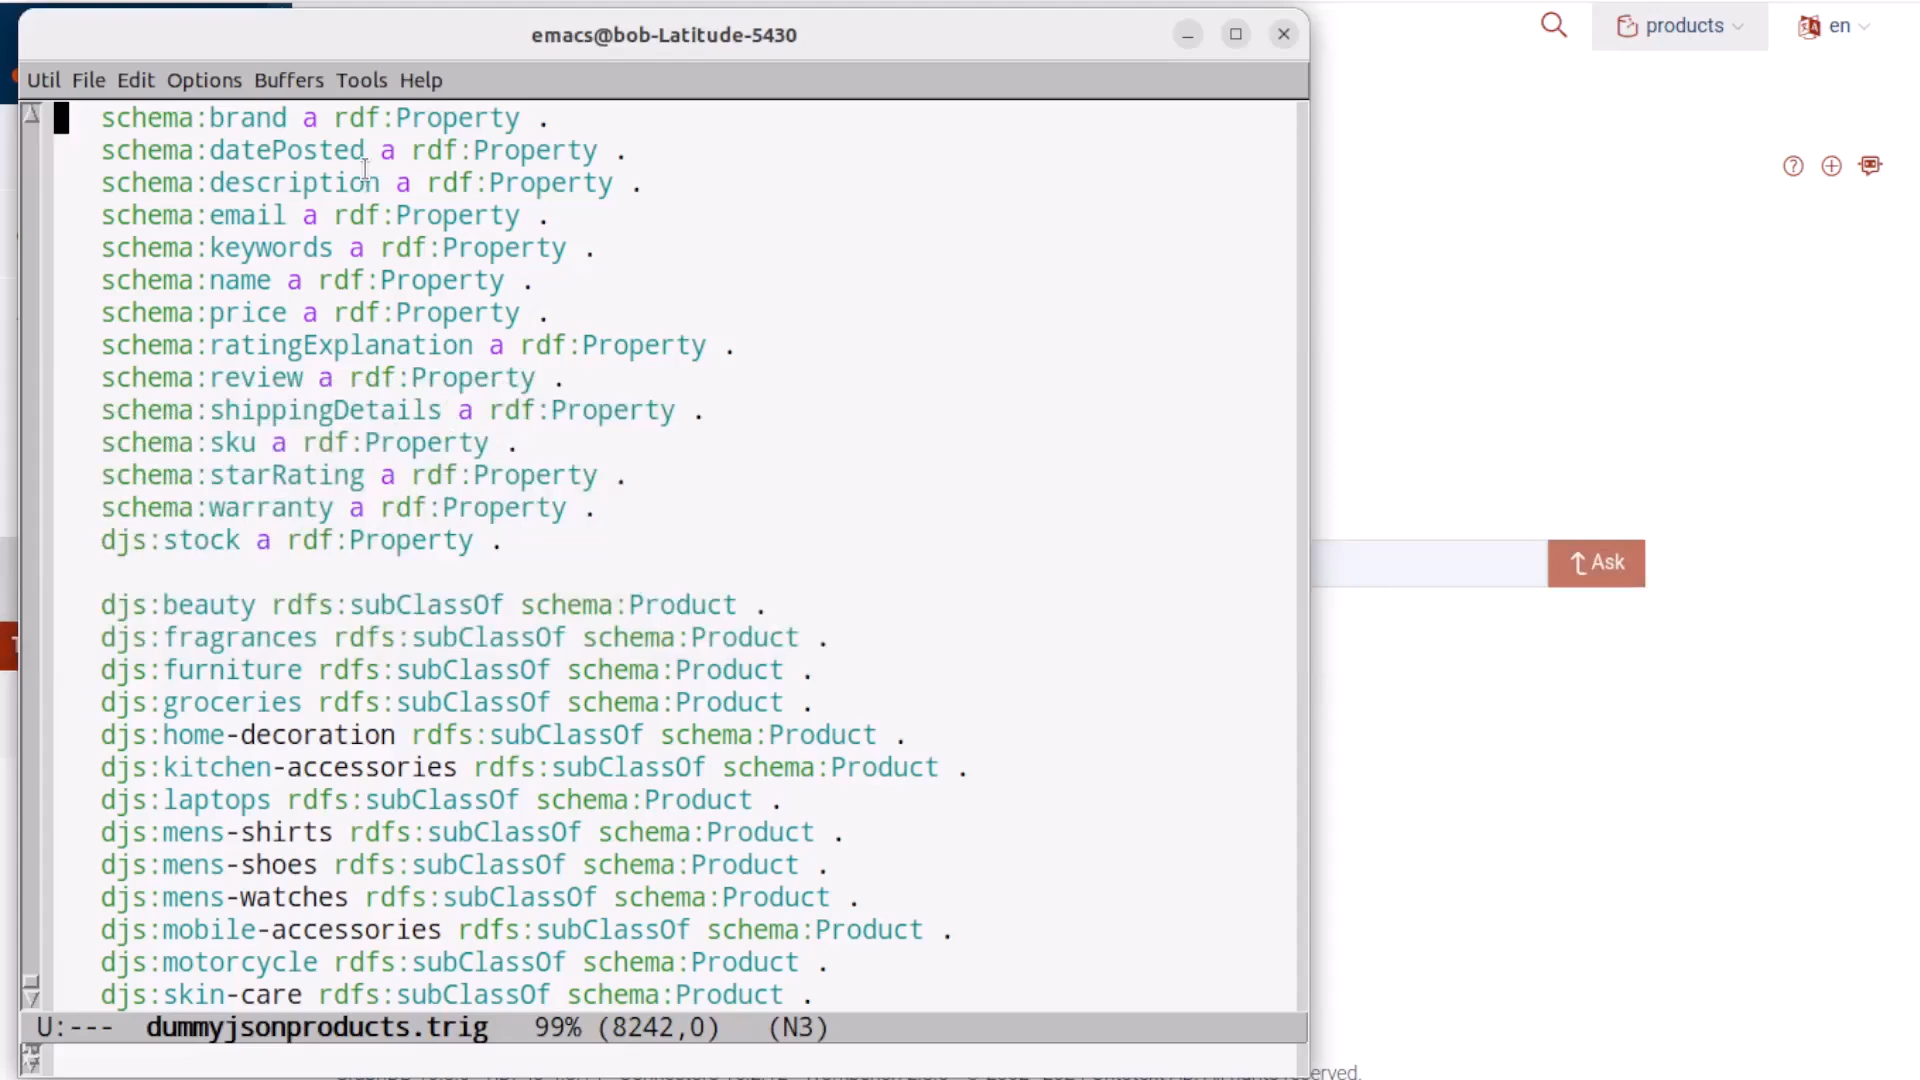 emacs@bob-Latitude-5430
products
en
Util File Edit Options Buffers Tools Help
schema:brand a rdf:Property .
schema:datePosted a rdf:Property .
schema:description a rdf:Property .
schema:email a rdf:Property .
schema:keywords a rdf:Property .
schema:name a rdf:Property .
schema:price a rdf:Property .
schema:ratingExplanation a rdf:Property .
schema:review a rdf:Property .
schema:shippingDetails a rdf:Property .
schema:sku a rdf:Property .
schema:starRating a rdf:Property .
schema:warranty a rdf:Property .
djs:stock a rdf:Property .
Ask
djs:beauty rdfs:subClassOf schema:Product .
djs:fragrances rdfs:subClassOf schema:Product .
djs:furniture rdfs:subClassOf schema:Product .
djs:groceries rdfs:subClassOf schema:Product .
djs:home-decoration rdfs:subClassOf schema:Product .
djs:kitchen-accessories rdfs:subClassOf schema:Product .
djs:laptops rdfs:subClassOf schema:Product .
djs:mens-shirts rdfs:subClassOf schema:Product .
djs:mens-shoes rdfs:subClassOf schema:Product .
djs:mens-watches rdfs:subClassOf schema:Product .
djs:mobile-accessories rdfs:subClassOf schema:Product .
djs:motorcycle rdfs:subClassOf schema:Product .
djs:skin-care rdfs:subClassOf schema:Product .
U:--- dummyjsonproducts.trig 99% (8242,0) (N3)